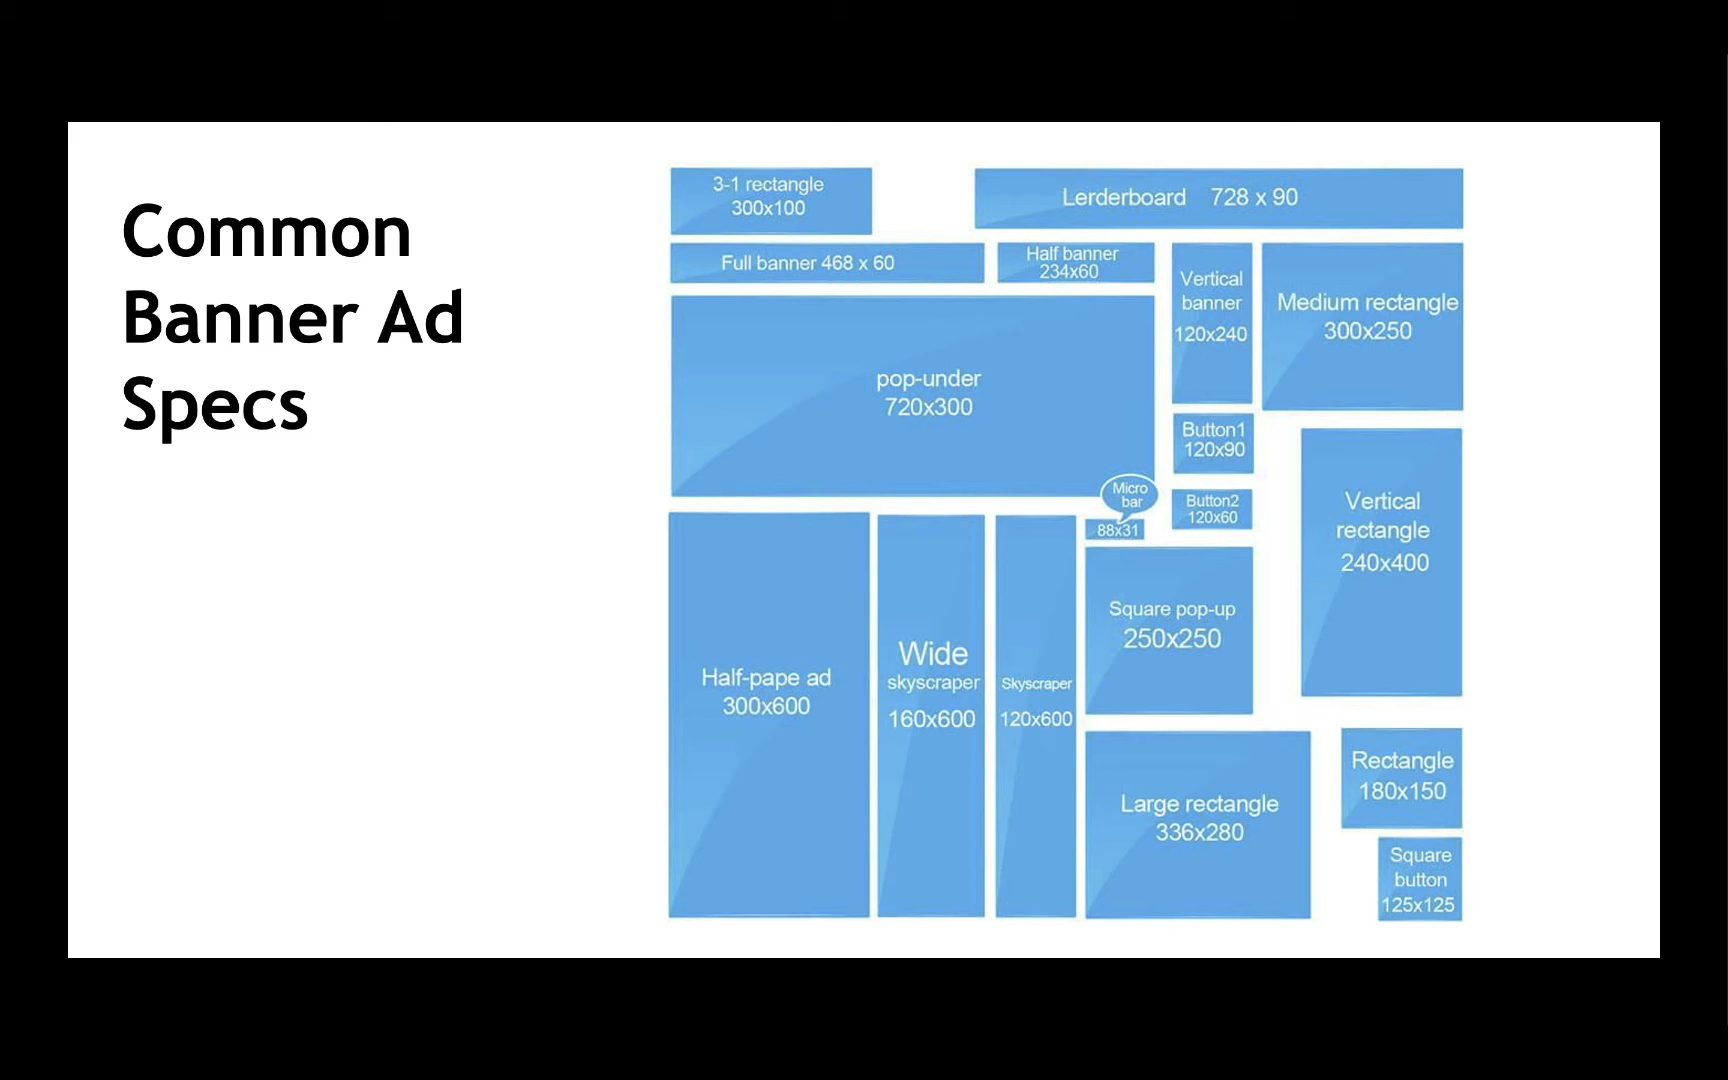 Common
Banner Ad
Specs
3-1 rectangle
300x100
Lerderboard 728 x 90
Full banner 468 x 60
Half banner
234x60
Vertical
banner
120x240
Medium rectangle
300x250
pop-under
720x300
Button1
120x90
Micro
bar
88x31
Button2
120x60
Vertical
rectangle
240x400
Half-pape ad
300x600
Wide
skyscraper
160x600
Skyscraper
120x600
Square pop-up
250x250
Large rectangle
336x280
Rectangle
180x150
Square
button
125x125